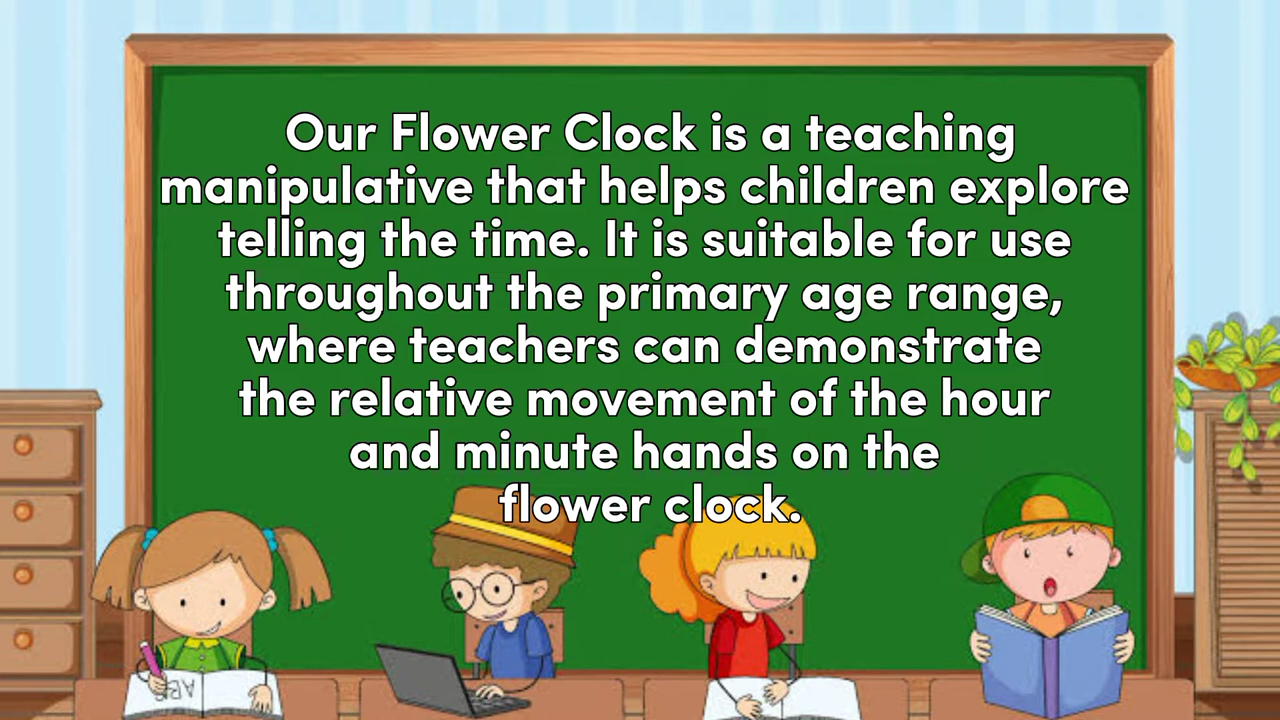 Our Flower Clock is a teaching
manipulative that helps children explore
telling the time. It is suitable for use
throughout the primary age range,
where teachers can demonstrate
the relative movement of the hour
and minute hands on the
flower clock.